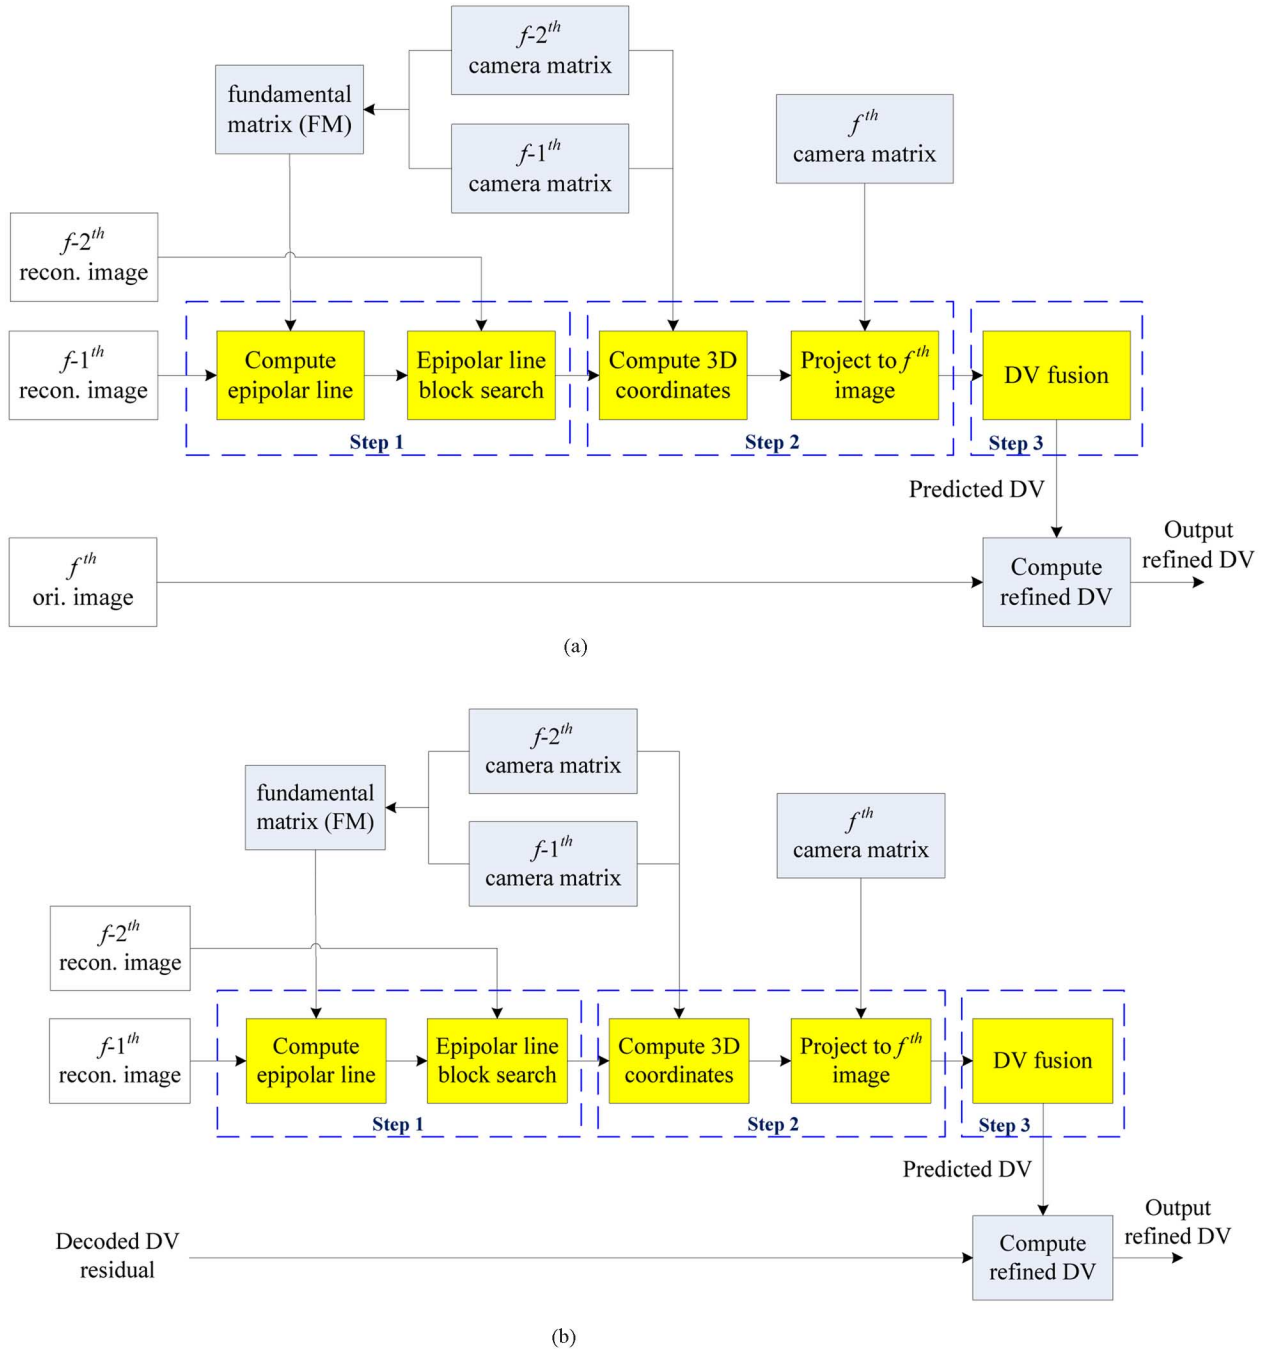 f-2th
camera matrix
fundamental
matrix (FM)
f-1th
camera matrix
fth
camera matrix
f-2th
recon. image
f-1th
recon. image
Compute
epipolar line
Epipolar line
block search
Compute 3D
coordinates
Project to fth
image
DV fusion
Step 1
Step 2
Step 3
Predicted DV
fth
ori. image
Compute
refined DV
Output
refined DV
(a)
f-2th
camera matrix
fundamental
matrix (FM)
f-1th
camera matrix
fth
camera matrix
f-2th
recon. image
f-1th
recon. image
Compute
epipolar line
Epipolar line
block search
Compute 3D
coordinates
Project to fth
image
DV fusion
Step 1
Step 2
Step 3
Predicted DV
Decoded DV
residual
Compute
refined DV
Output
refined DV
(b)